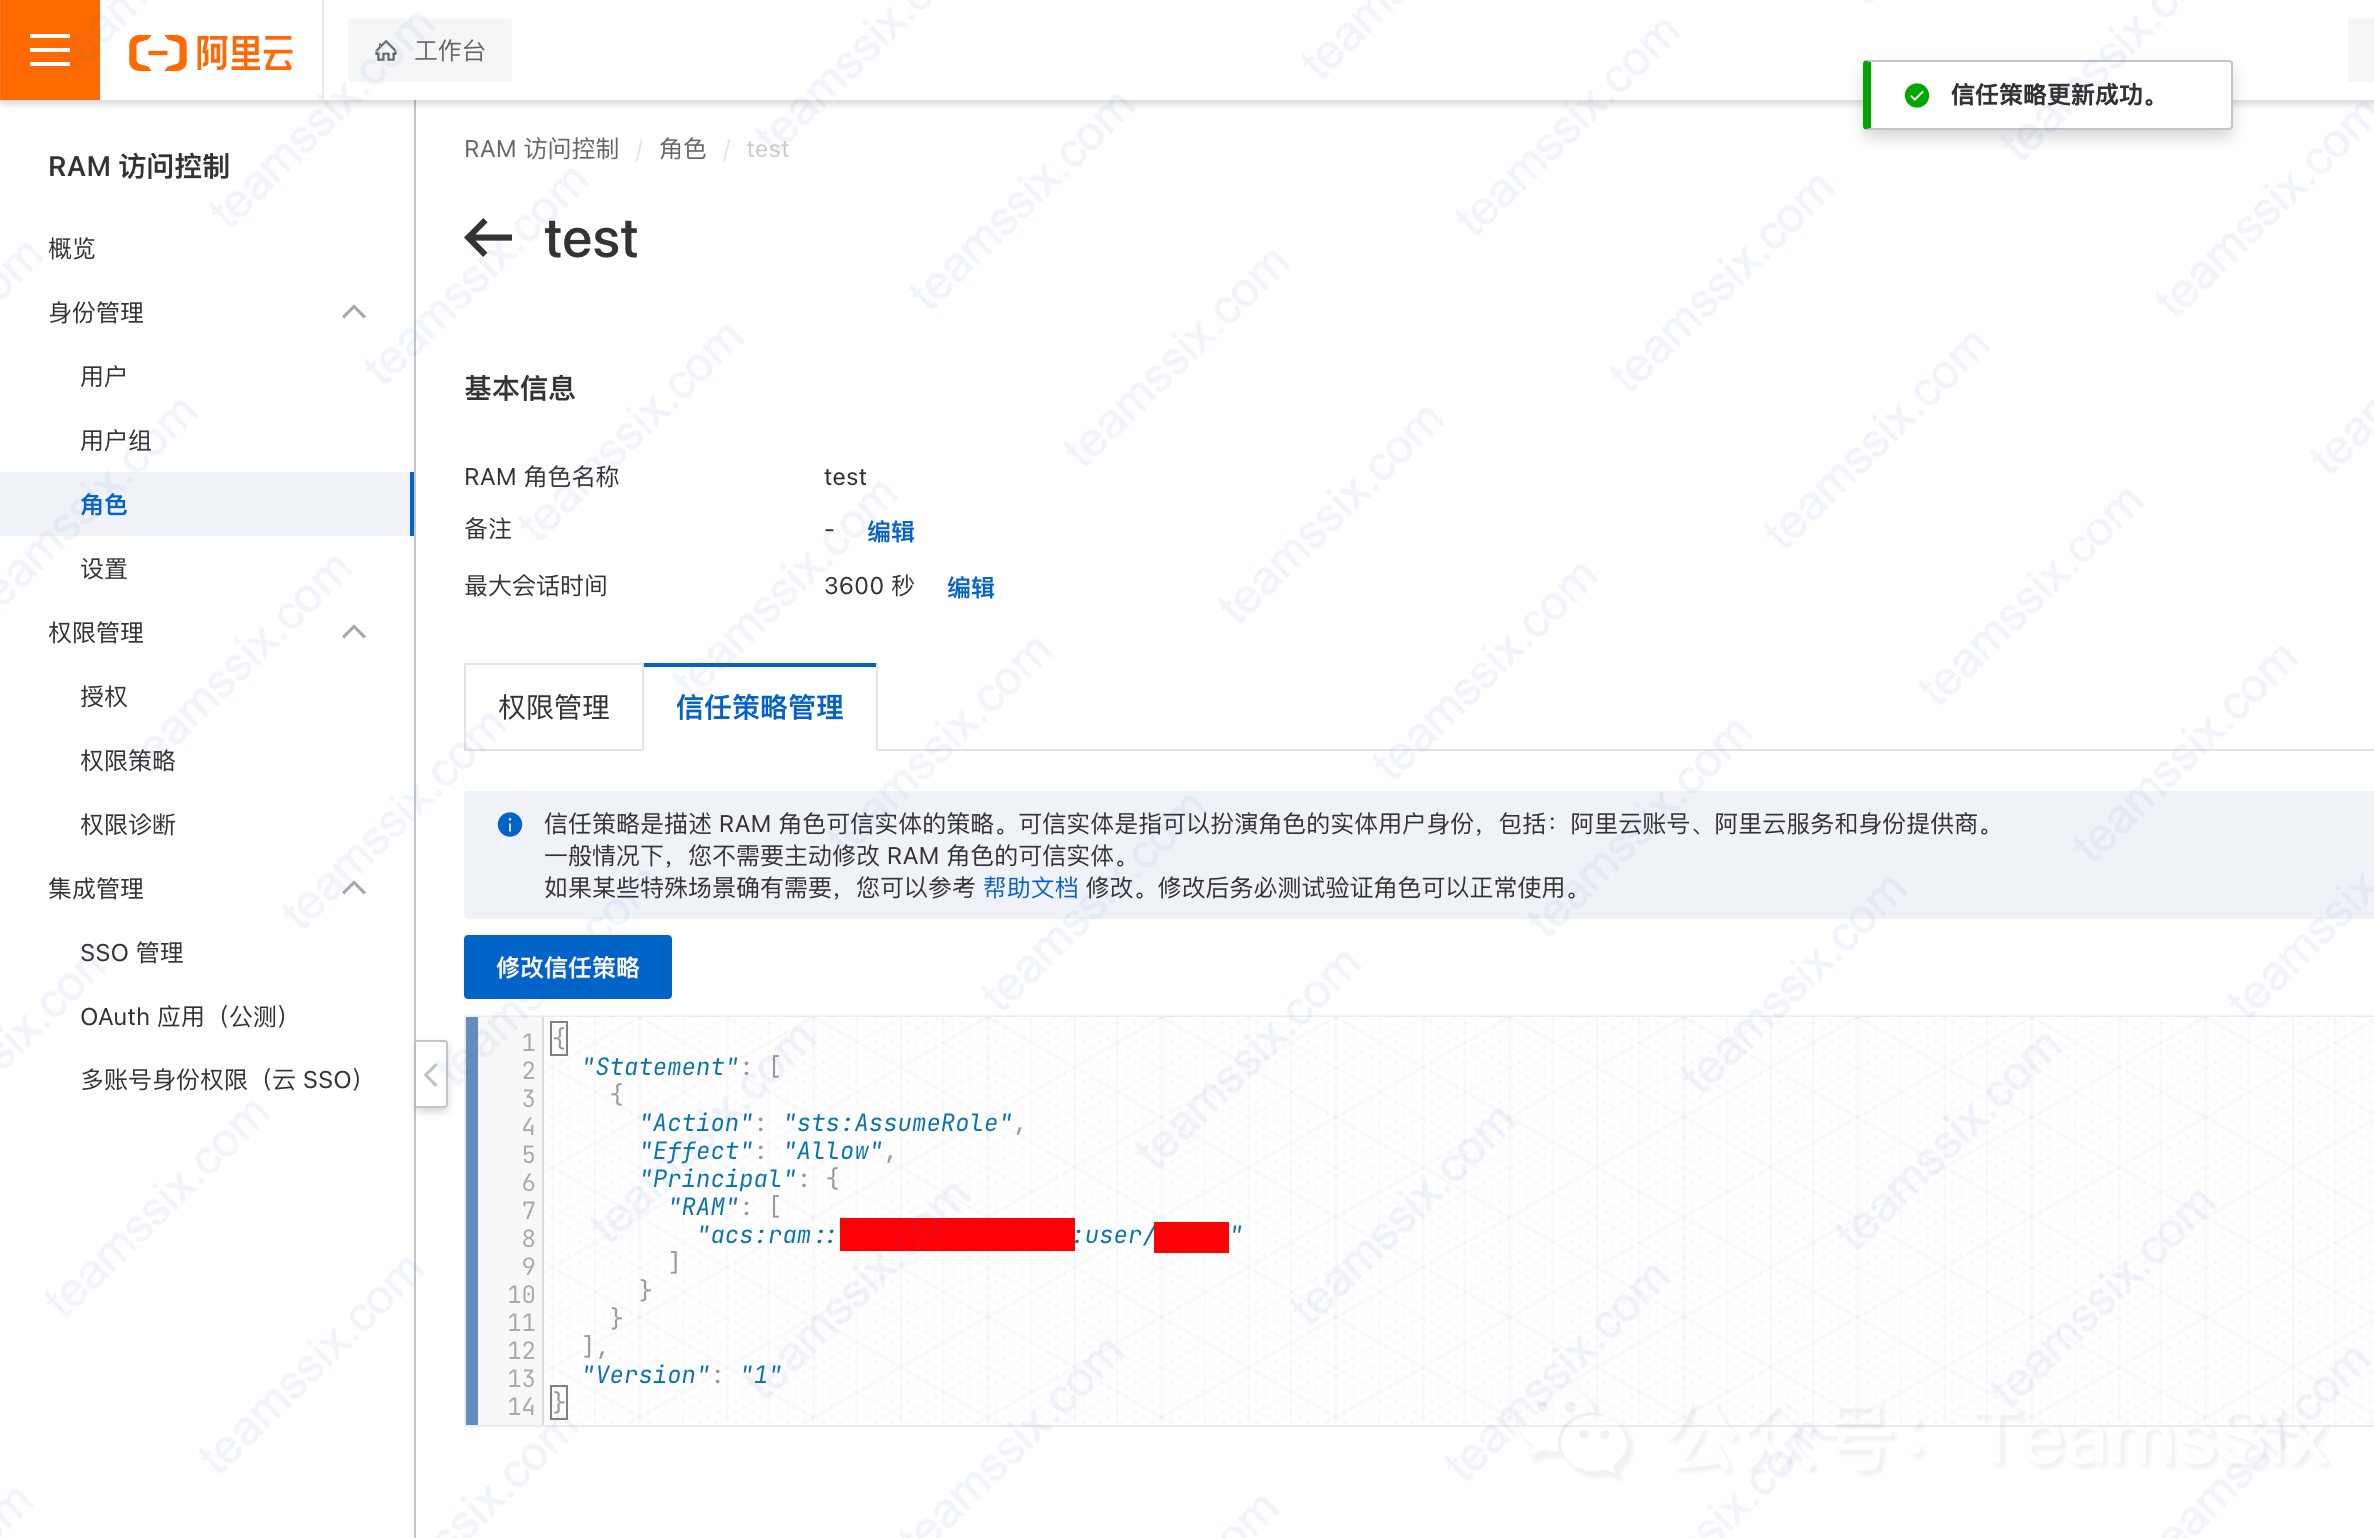 阿里云
工作台
信任策略更新成功。
RAM 访问控制
概览
身份管理
用户
用户组
角色
设置
权限管理
授权
权限策略
权限诊断
集成管理
SSO 管理
OAuth 应用（公测）
多账号身份权限（云 SSO）
RAM 访问控制 / 角色 / test
test
基本信息
RAM 角色名称 test
备注 - 编辑
最大会话时间 3600 秒 编辑
权限管理 信任策略管理
信任策略是描述 RAM 角色可信实体的策略。可信实体是指可以扮演角色的实体用户身份，包括：阿里云账号、阿里云服务和身份提供商。
一般情况下，您不需要主动修改 RAM 角色的可信实体。
如果某些特殊场景确有需要，您可以参考 帮助文档 修改。修改后务必测试验证角色可以正常使用。
修改信任策略
1 {
2 "Statement": [
3 {
4 "Action": "sts:AssumeRole",
5 "Effect": "Allow",
6 "Principal": {
7 "RAM": [
8 "acs:ram:: :user/ "
9 ]
10 }
11 }
12 ],
13 "Version": "1"
14 }
公众号：TeamsSix
teamssix.com